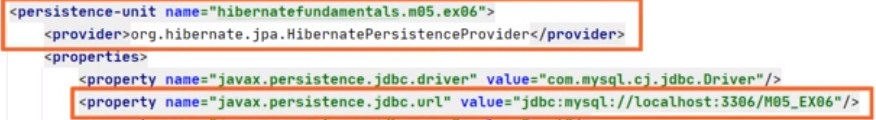 <persistence-unit name="hibernatefundamentals.m05.ex06">
<provider>org.hibernate.jpa.HibernatePersistenceProvider</provider>
<properties>
<property name="javax.persistence.jdbc.driver" value="com.mysql.cj.jdbc.Driver"/>
<property name="javax.persistence.jdbc.url" value="jdbc:mysql://localhost:3306/M05_EX06"/>